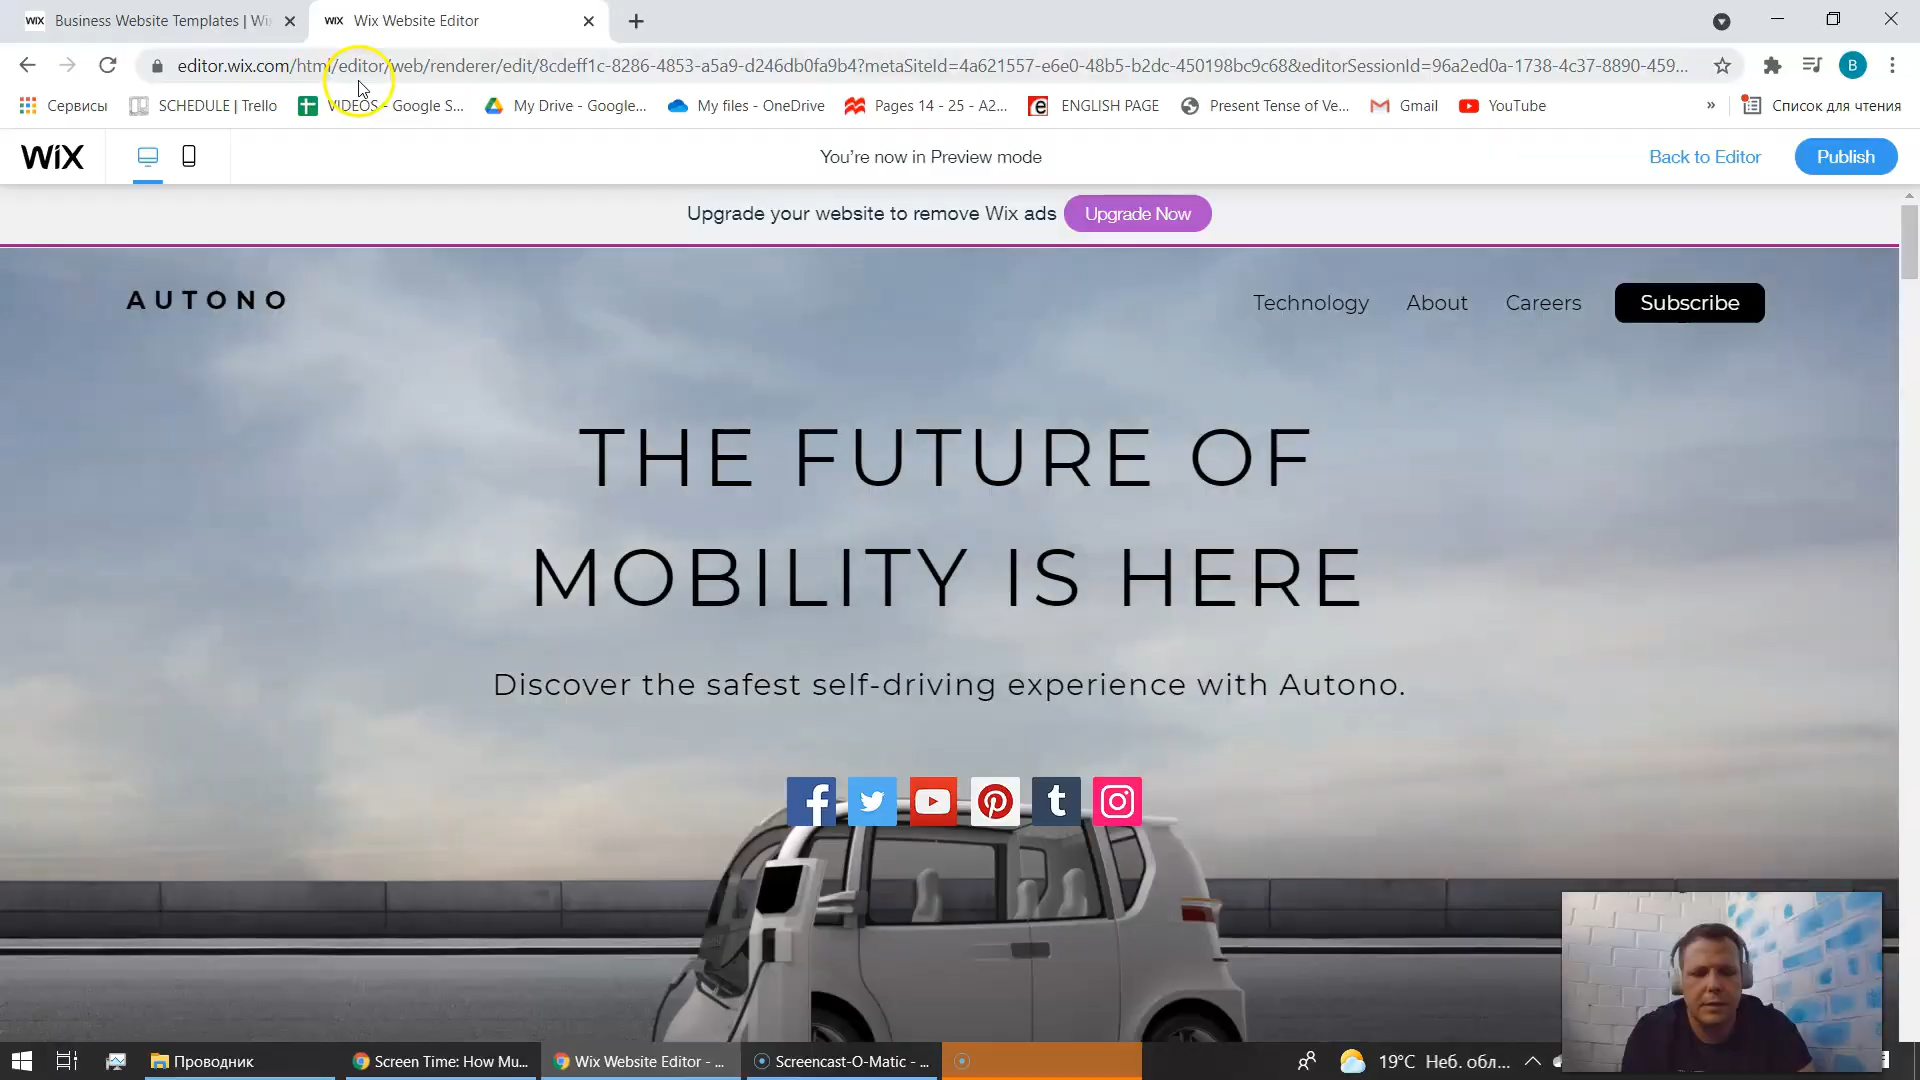 WIX Business Website Templates | Wi
WIX Wix Website Editor
editor.wix.com/html/editor/web/renderer/edit/8cdeff1c-8286-4853-a5a9-d246db0fa9b4?metaSiteId=4a621557-e6e0-48b5-b2dc-450198bc9c68&editorSessionId=96a2ed0a-1738-4c37-8890-459...
B
Сервисы
SCHEDULE | Trello
VIDEOS - Google S...
My Drive - Google...
My files - OneDrive
Pages 14 - 25 - A2...
ENGLISH PAGE
Present Tense of Ve...
Gmail
YouTube
»
Список для чтения
WiX
You're now in Preview mode
Back to Editor
Publish
Upgrade your website to remove Wix ads
Upgrade Now
AUTONO
Technology
About
Careers
Subscribe
THE FUTURE OF
MOBILITY IS HERE
Discover the safest self-driving experience with Autono.
Проводник
Screen Time: How Mu...
Wix Website Editor - ...
Screencast-O-Matic - ...
19°C Неб. обл...